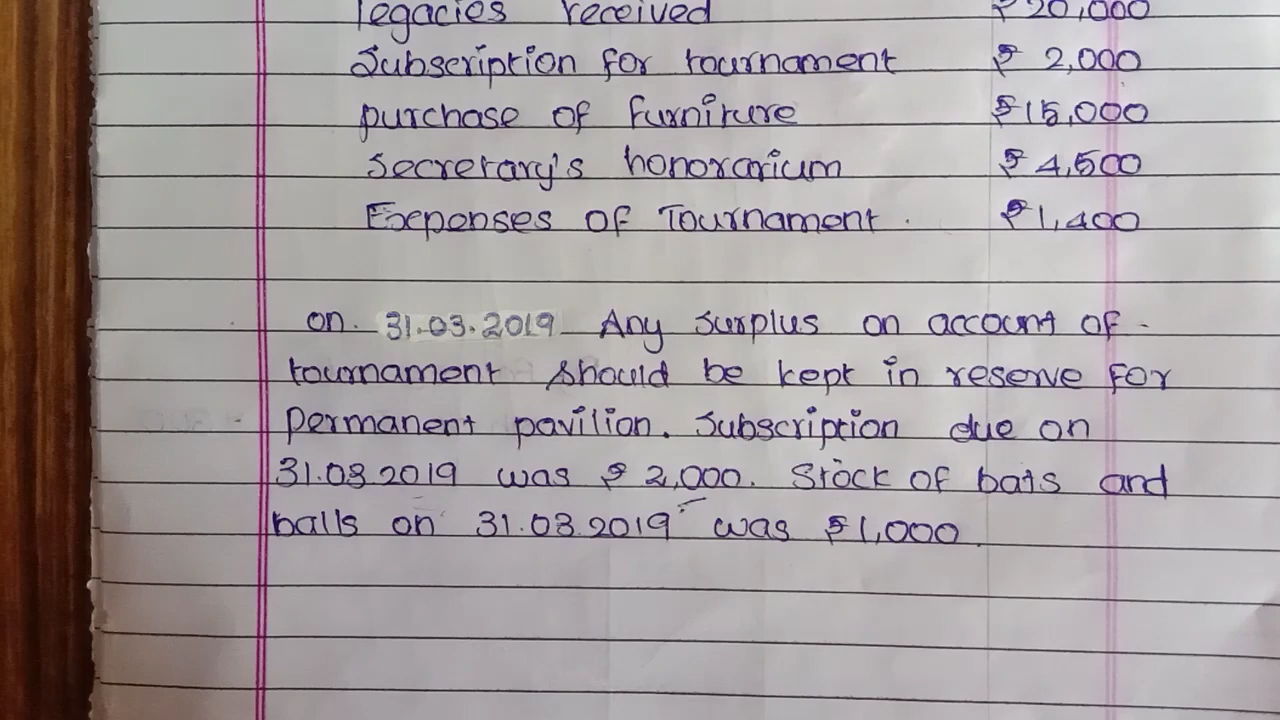 legacies received ₹ 20,000
Subscription for tournament ₹ 2,000
purchase of furniture ₹ 15,000
Secretary's honorarium ₹ 4,500
Expenses of Tournament. ₹ 1,400
on. 31.03.2019 Any surplus on account of
tournament should be kept in reserve for
permanent pavilion. Subscription due on
31.03.2019 was ₹ 2,000. Stock of bats and
balls on 31.03.2019 was ₹ 1,000.